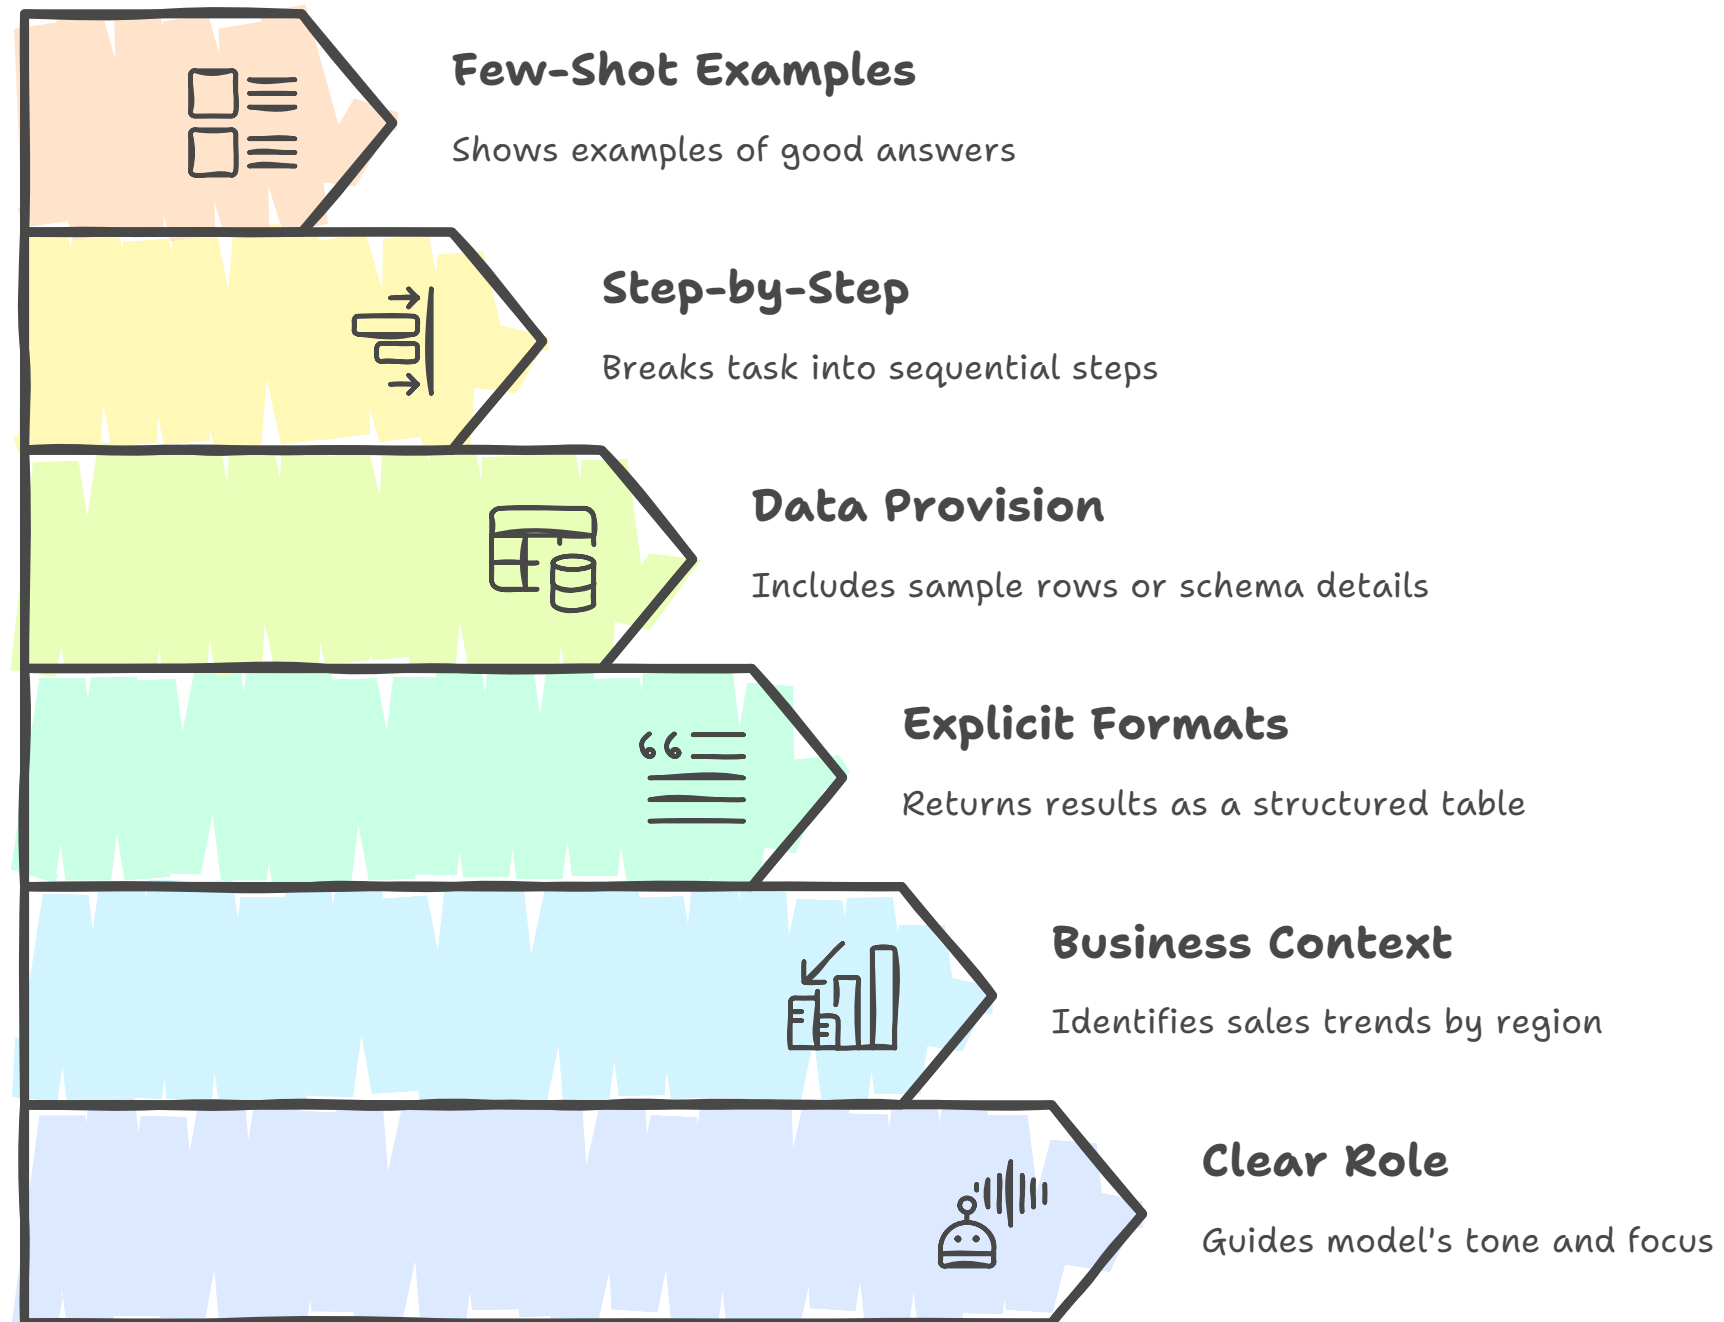 Few-Shot Examples
Shows examples of good answers
Step-by-Step
Breaks task into sequential steps
Data Provision
Includes sample rows or schema details
Explicit Formats
Returns results as a structured table
Business Context
Identifies sales trends by region
Clear Role
Guides model's tone and focus